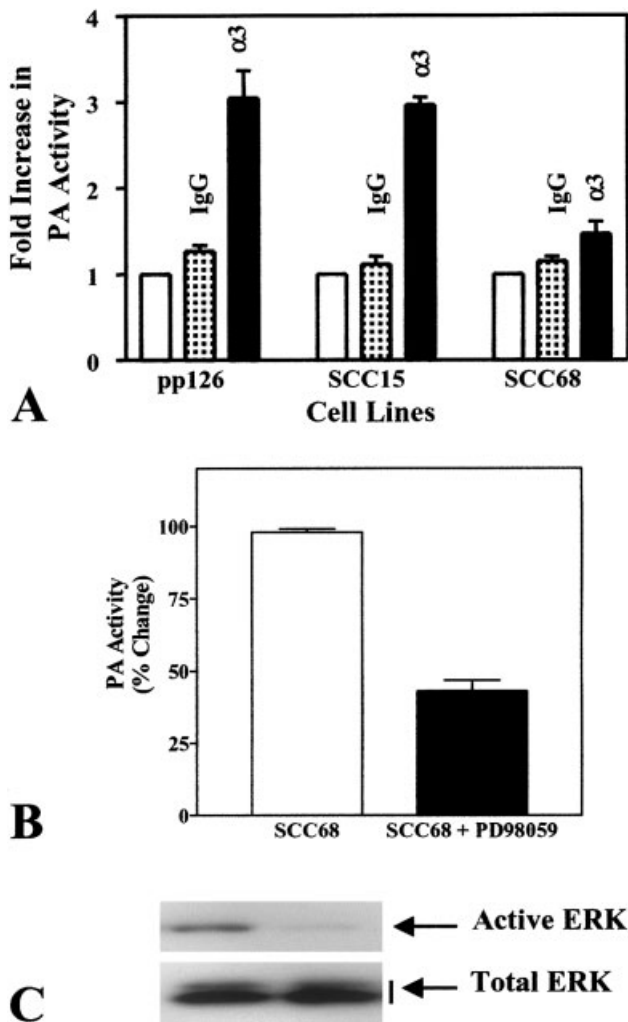 4
3
2
1
0
Fold Increase in
PA Activity
IgG
α3
IgG
α3
IgG
α3
pp126 SCC15 SCC68
Cell Lines
A
100
75
50
25
0
PA Activity
(% Change)
SCC68 SCC68 + PD98059
B
Active ERK
Total ERK
C